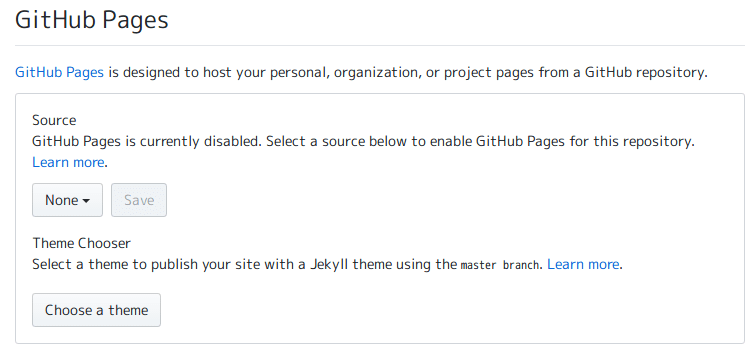 GitHub Pages
GitHub Pages is designed to host your personal, organization, or project pages from a GitHub repository.
Source
GitHub Pages is currently disabled. Select a source below to enable GitHub Pages for this repository.
Learn more.
None Save
Theme Chooser
Select a theme to publish your site with a Jekyll theme using the master branch. Learn more.
Choose a theme